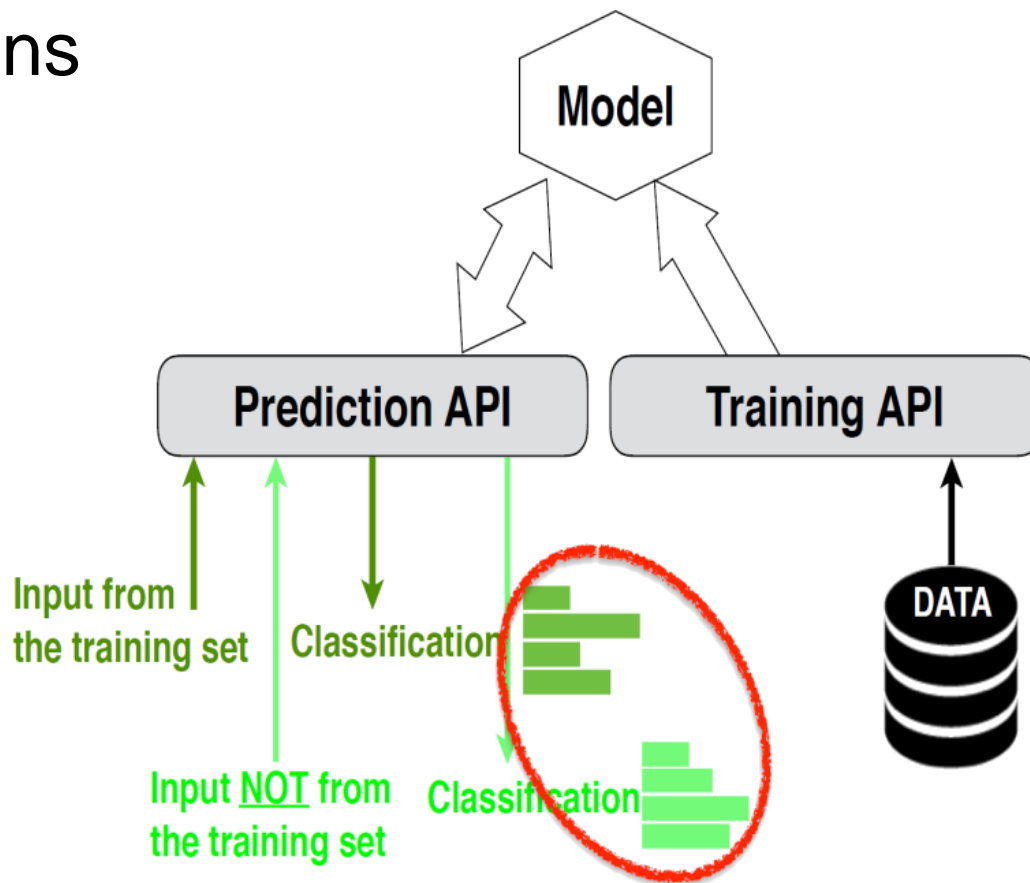 ns
Model
Prediction API
Training API
Input from
the training set
Classification
DATA
Input NOT from
the training set
Classification